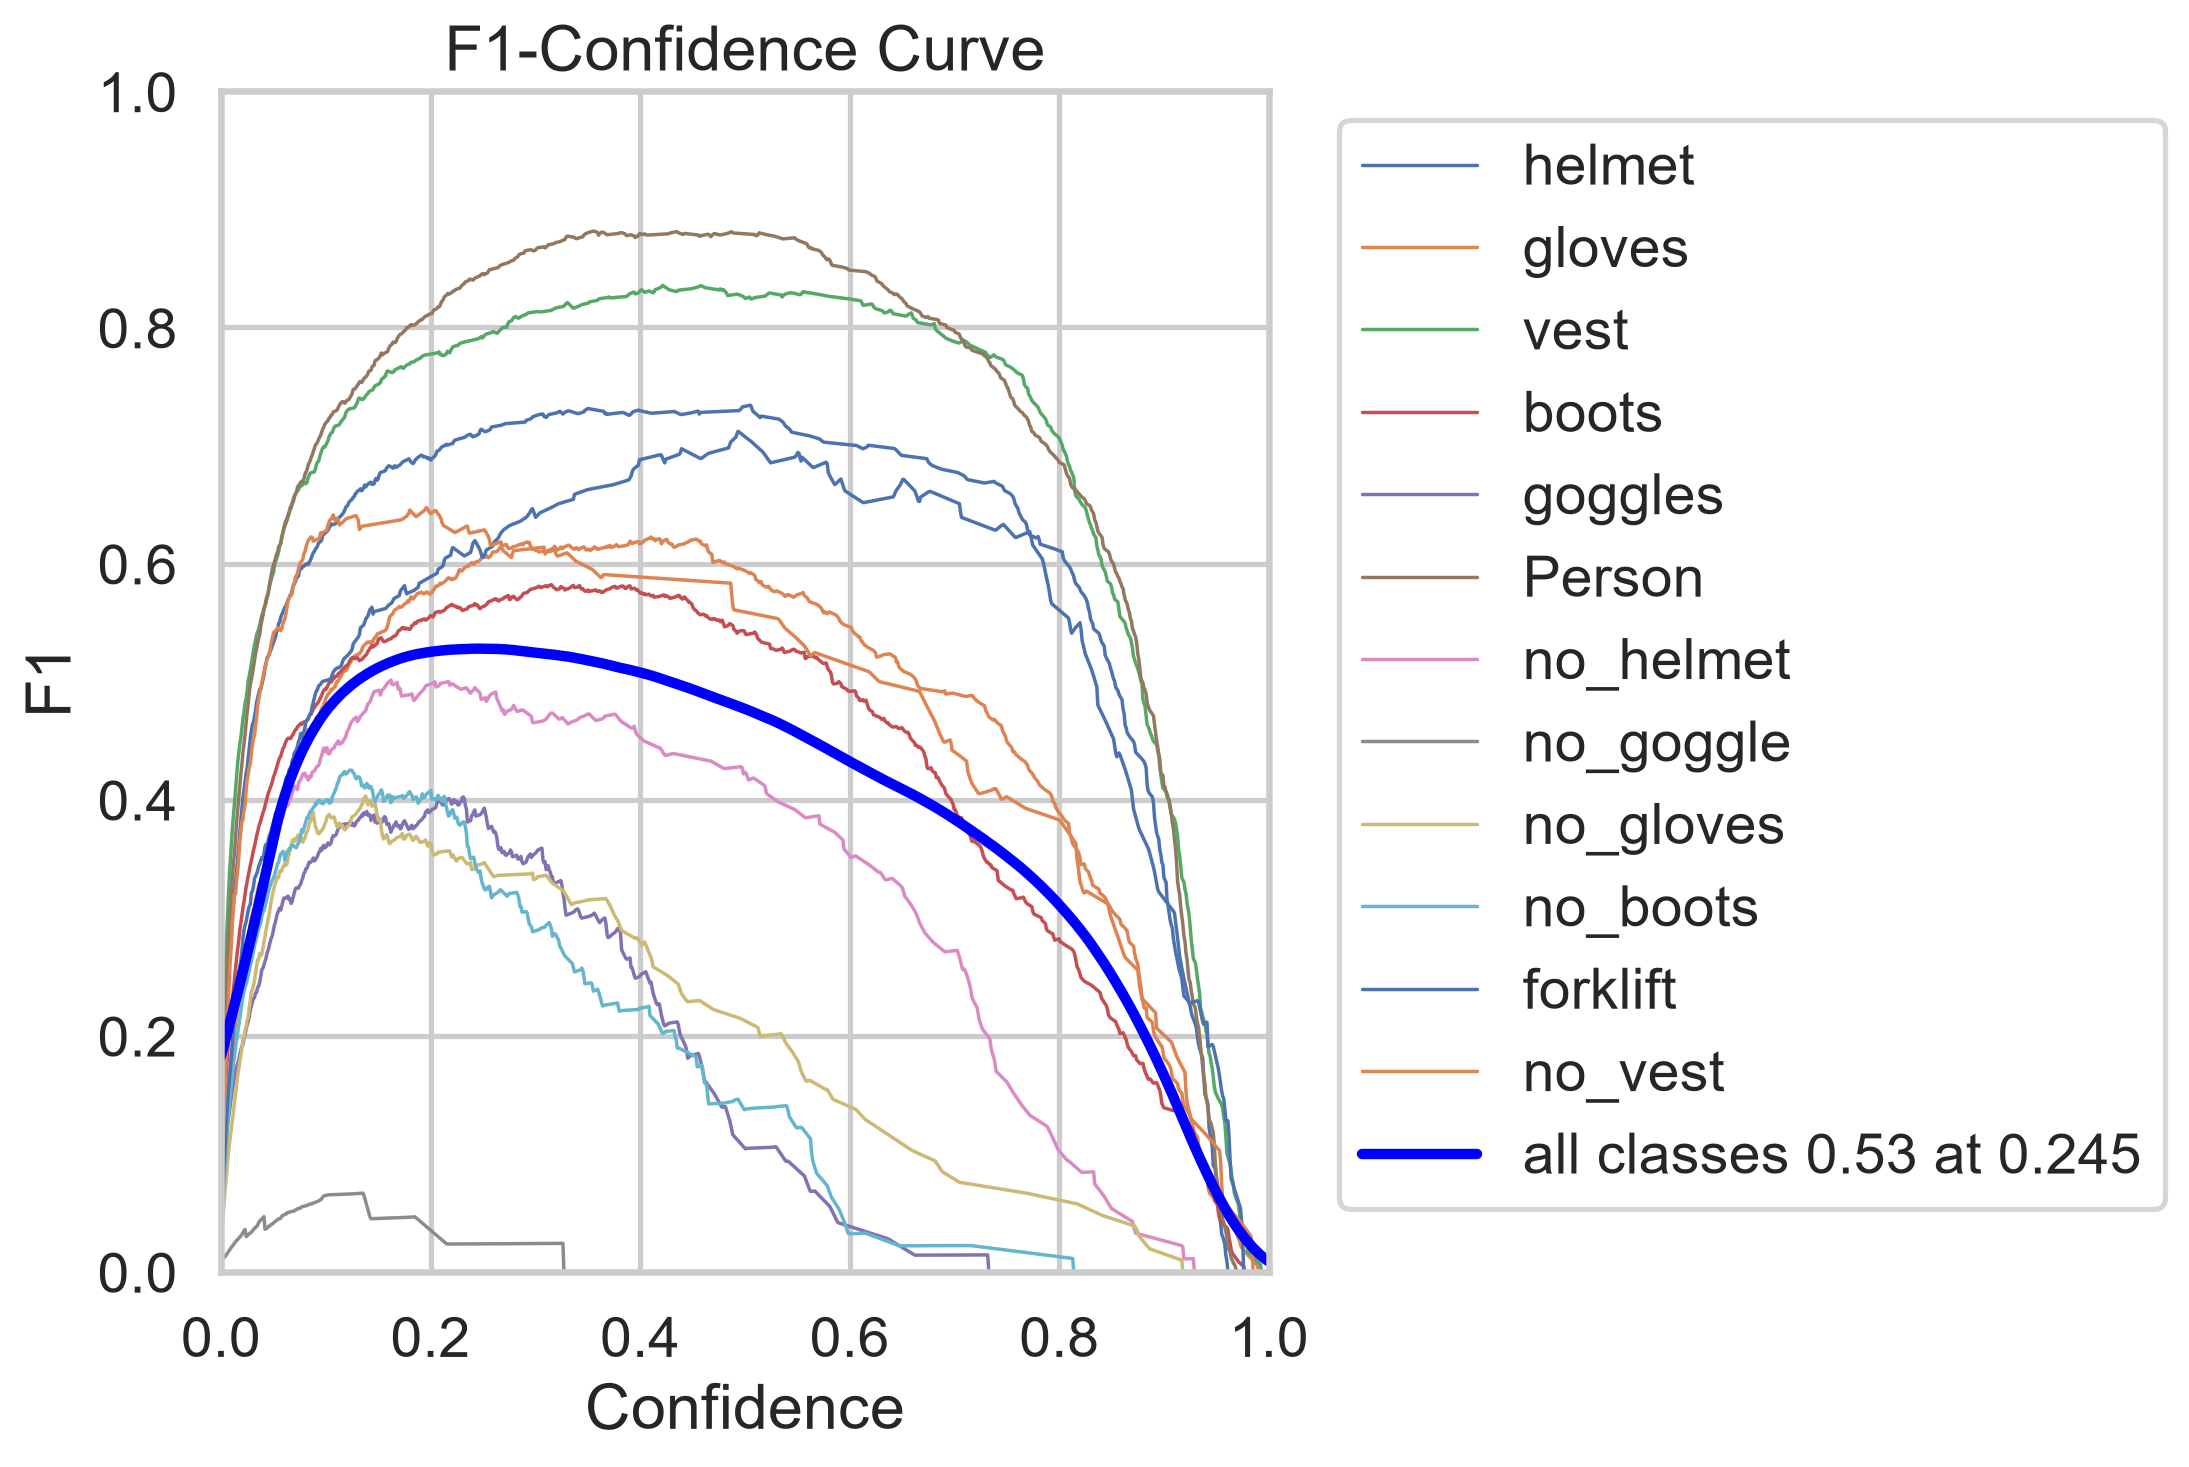 F1-Confidence Curve
1.0
0.8
0.6
0.4
0.2
0.0
F1
0.0 0.2 0.4 0.6 0.8 1.0
Confidence
helmet
gloves
vest
boots
goggles
Person
no_helmet
no_goggle
no_gloves
no_boots
forklift
no_vest
all classes 0.53 at 0.245